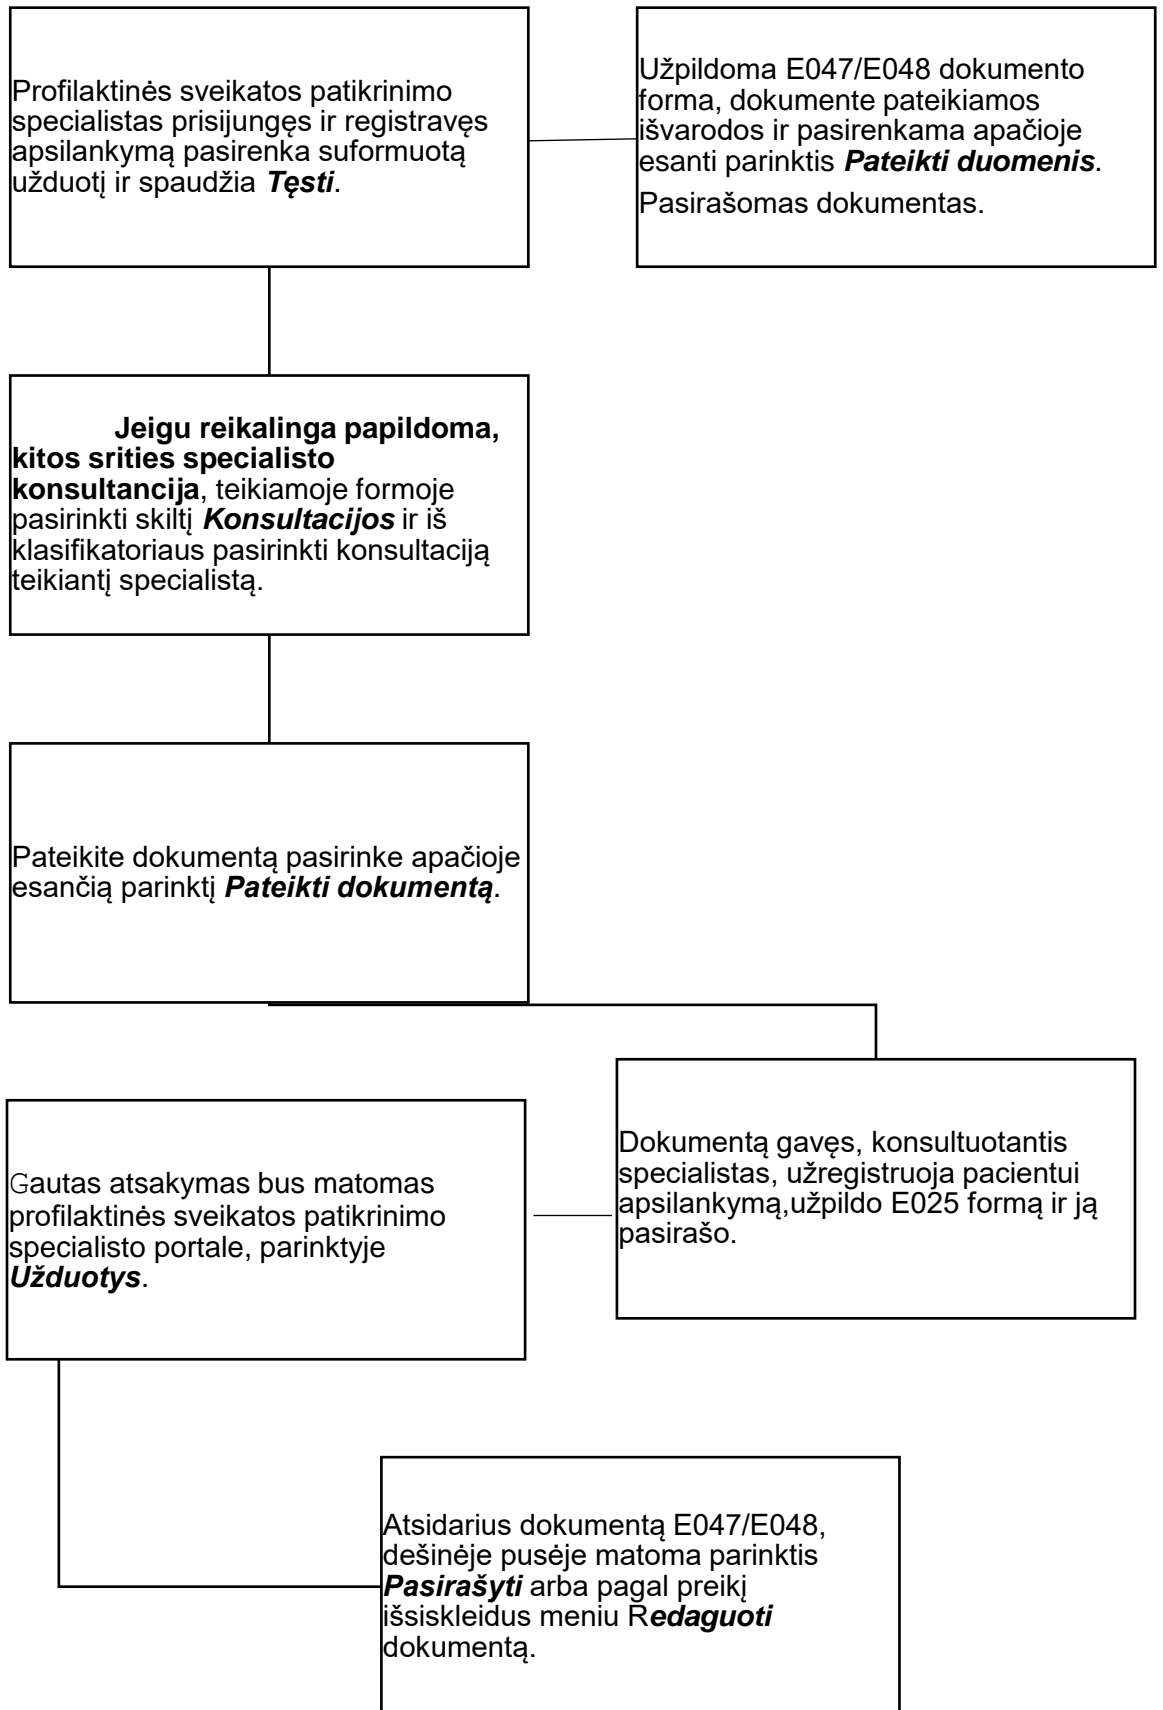 Profilaktinės sveikatos patikrinimo
specialistas prisijungęs ir registravęs
apsilankymą pasirenka suformuotą
užduotį ir spaudžia Tęsti.
Užpildoma E047/E048 dokumento
forma, dokumente pateikiamos
išvarodos ir pasirenkama apačioje
esanti parinktis Pateikti duomenis.
Pasirašomas dokumentas.
Jeigu reikalinga papildoma,
kitos srities specialisto
konsultancija, teikiamoje formoje
pasirinkti skiltį Konsultacijos ir iš
klasifikatoriaus pasirinkti konsultaciją
teikiantį specialistą.
Pateikite dokumentą pasirinke apačioje
esančią parinktį Pateikti dokumentą.
Dokumentą gavęs, konsultuotantis
specialistas, užregistruoja pacientui
apsilankymą,užpildo E025 formą ir ją
pasirašo.
Gautas atsakymas bus matomas
profilaktinės sveikatos patikrinimo
specialisto portale, parinktyje
Užduotys.
Atsidarius dokumentą E047/E048,
dešinėje pusėje matoma parinktis
Pasirašyti arba pagal preikį
išsiskleidus meniu Redaguoti
dokumentą.